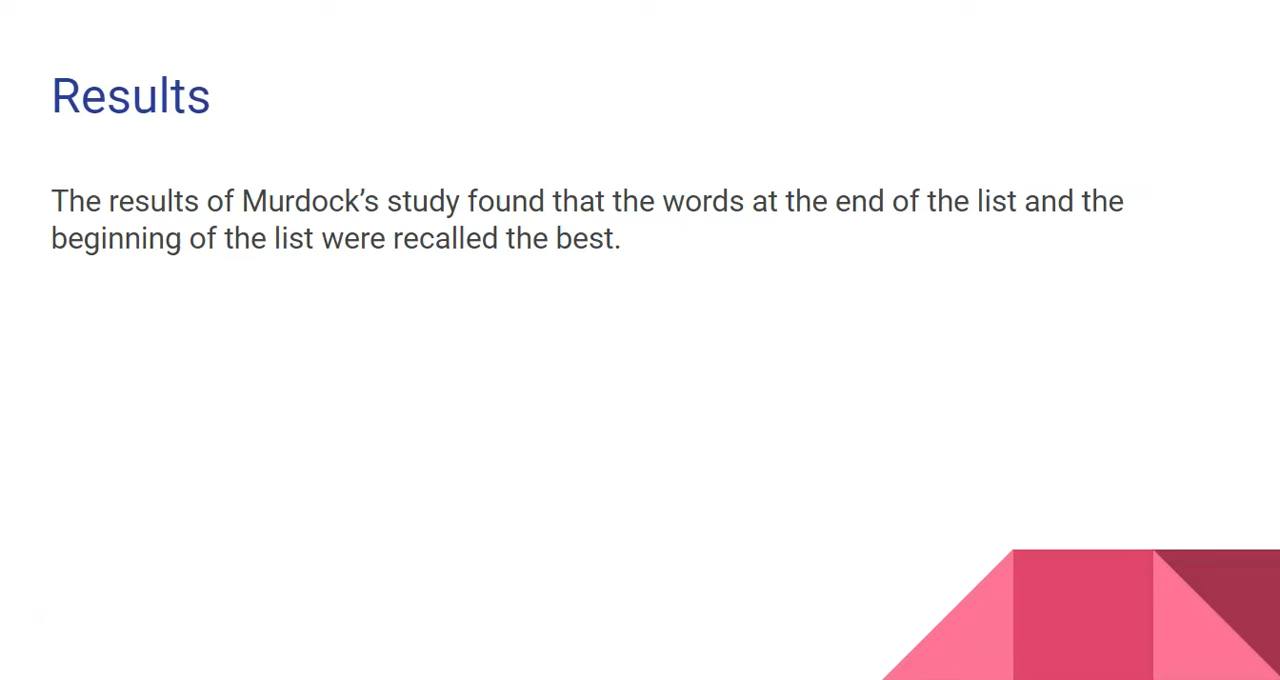 Results
The results of Murdock’s study found that the words at the end of the list and the
beginning of the list were recalled the best.